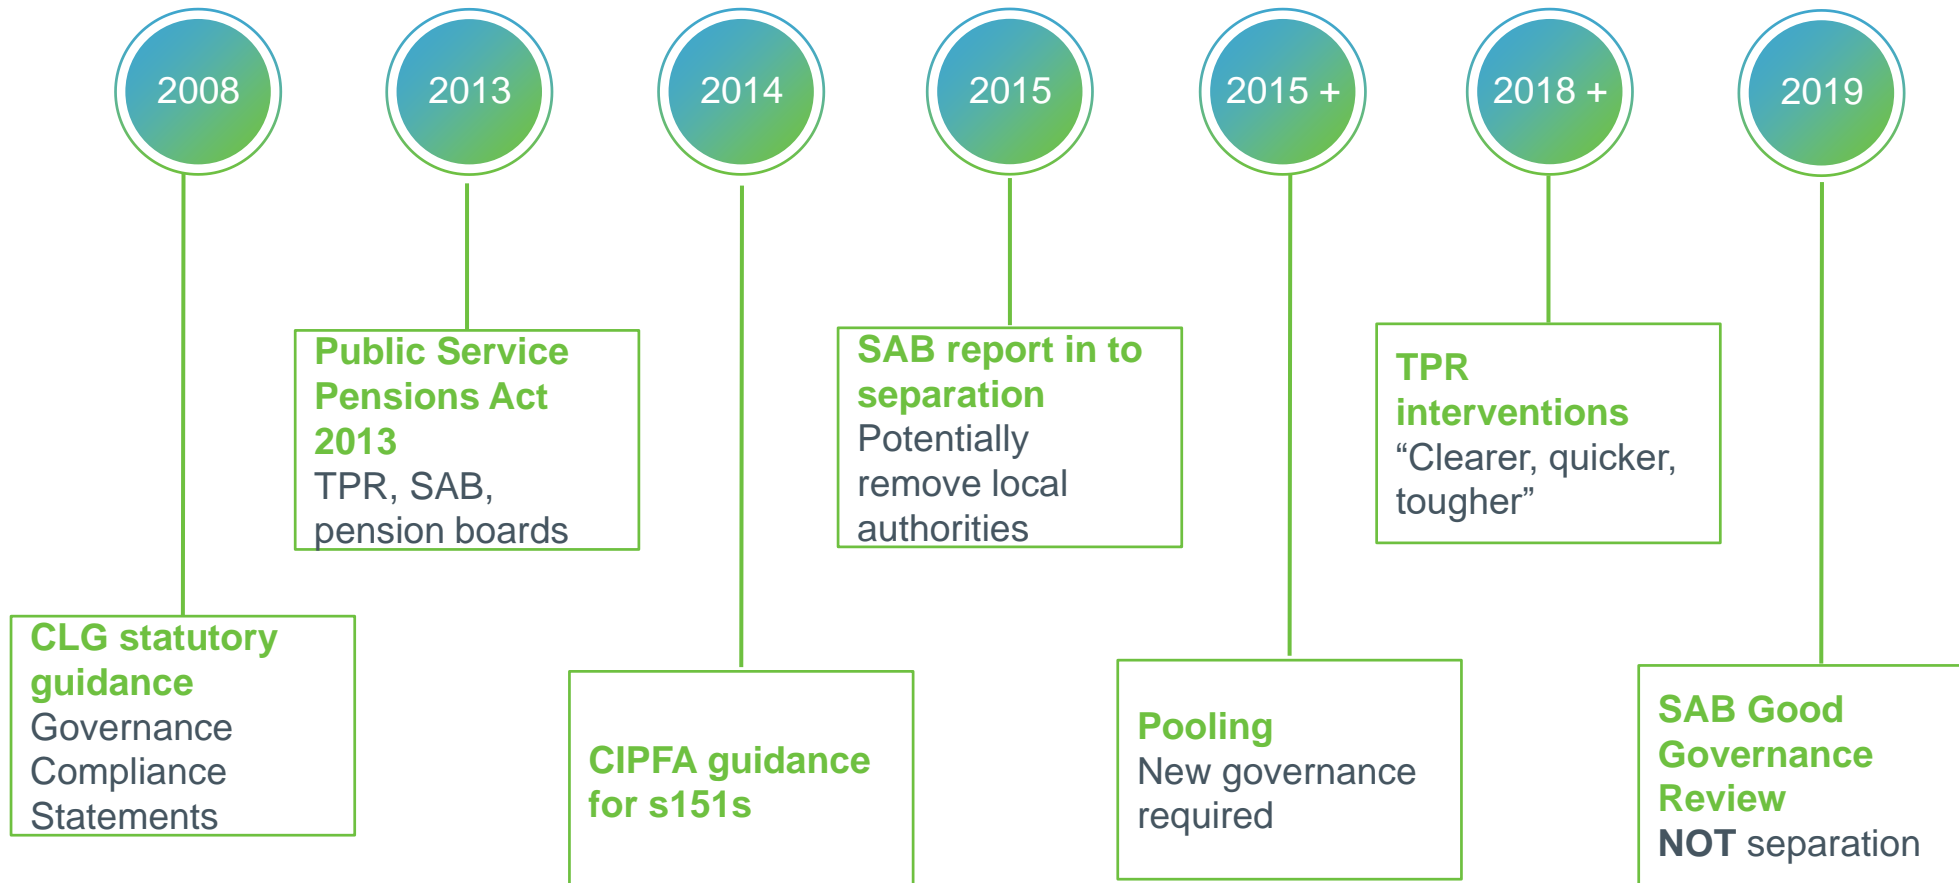 2008
2013
2014
2015
2015 +
2018 +
2019
CLG statutory
guidance
Governance
Compliance
Statements
Public Service
Pensions Act
2013
TPR, SAB,
pension boards
CIPFA guidance
for s151s
SAB report in to
separation
Potentially
remove local
authorities
Pooling
New governance
required
TPR
interventions
“Clearer, quicker,
tougher”
SAB Good
Governance
Review
NOT separation